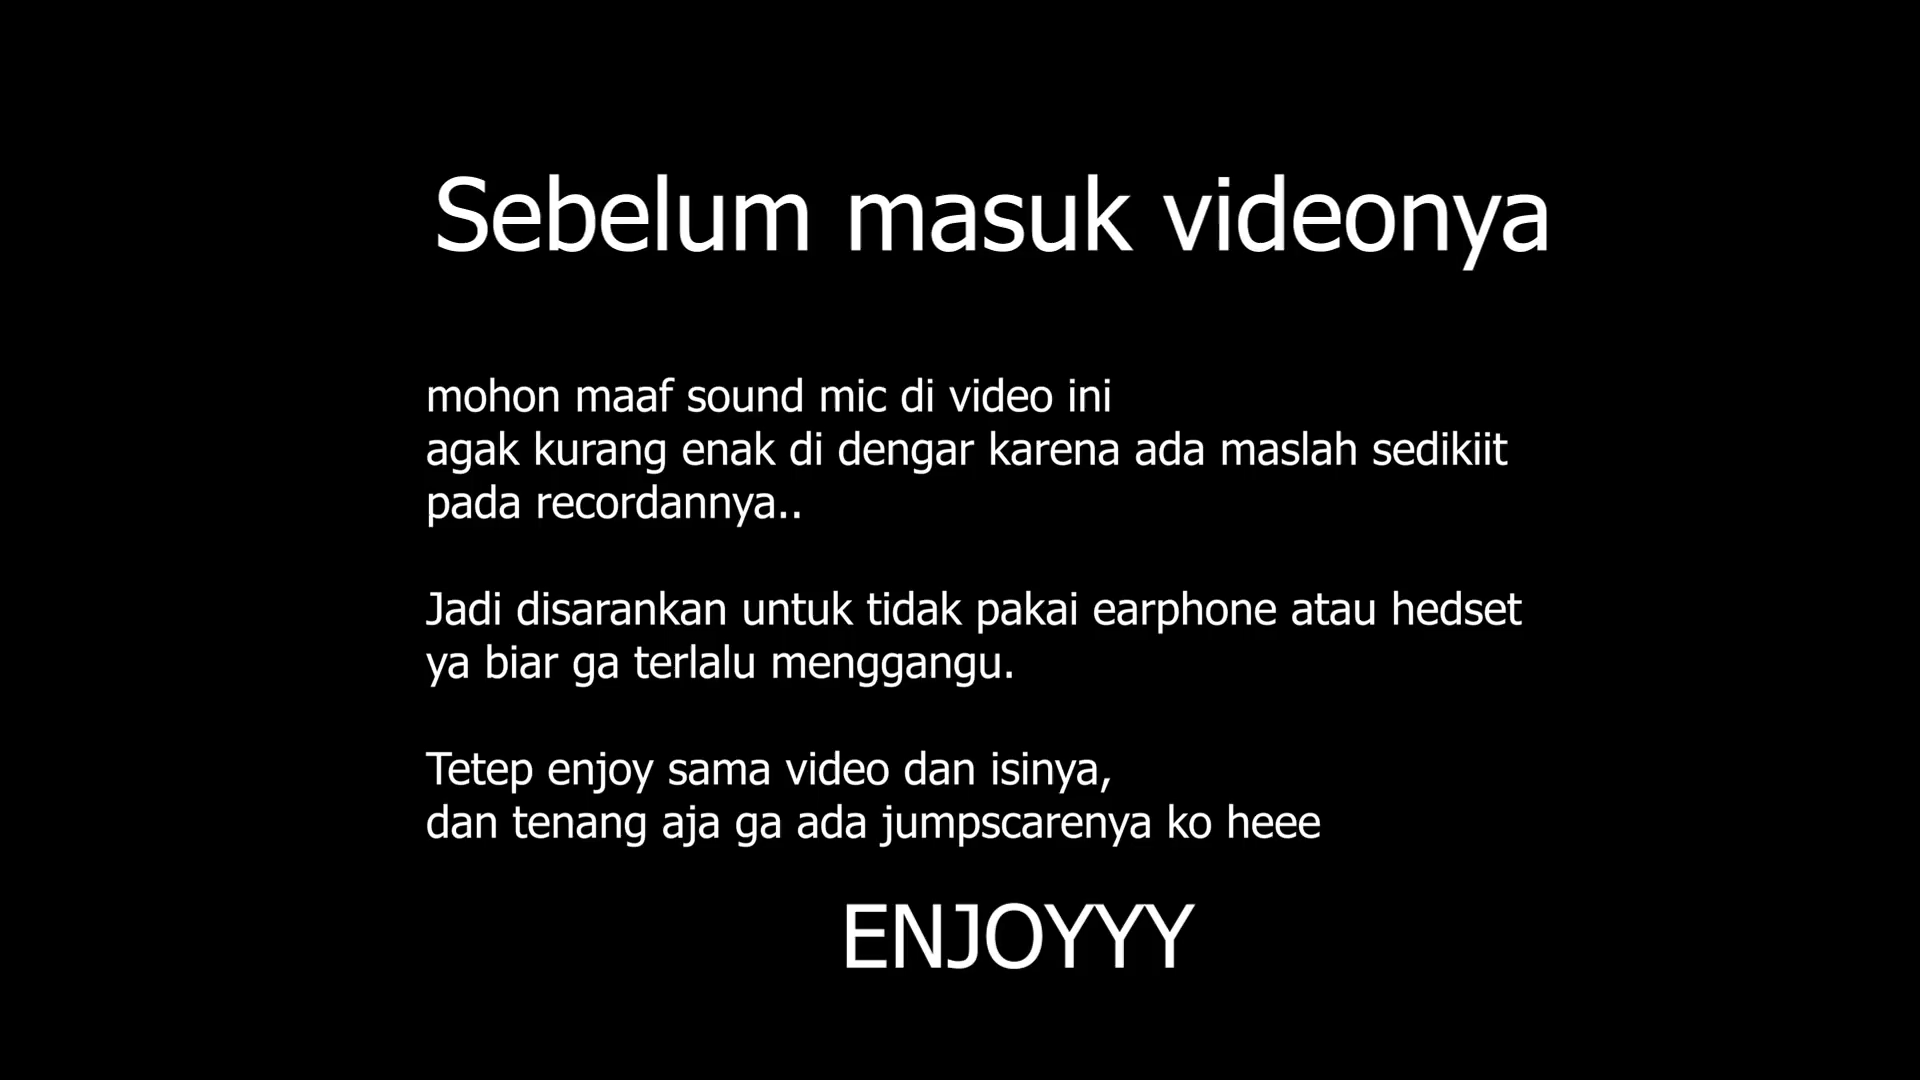 Sebelum masuk videonya
mohon maaf sound mic di video ini
agak kurang enak di dengar karena ada maslah sedikiit
pada recordannya..
Jadi disarankan untuk tidak pakai earphone atau hedset
ya biar ga terlalu menggangu.
Tetep enjoy sama video dan isinya,
dan tenang aja ga ada jumpscarenya ko heee
ENJOYYY